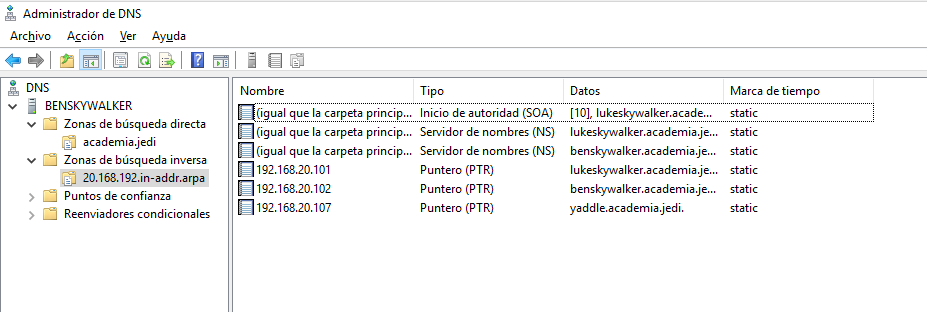 Administrador de DNS
Archivo Acción Ver Ayuda
DNS
BENSKYWALKER
Zonas de búsqueda directa
academia.jedi
Zonas de búsqueda inversa
20.168.192.in-addr.arpa
Puntos de confianza
Reenviadores condicionales
Nombre Tipo Datos Marca de tiempo
(igual que la carpeta princip... Inicio de autoridad (SOA) [10], lukeskywalker.acade... static
(igual que la carpeta princip... Servidor de nombres (NS) lukeskywalker.academia.je... static
(igual que la carpeta princip... Servidor de nombres (NS) benskywalker.academia.je... static
192.168.20.101 Puntero (PTR) lukeskywalker.academia.je... static
192.168.20.102 Puntero (PTR) benskywalker.academia.je... static
192.168.20.107 Puntero (PTR) yaddle.academia.jedi. static